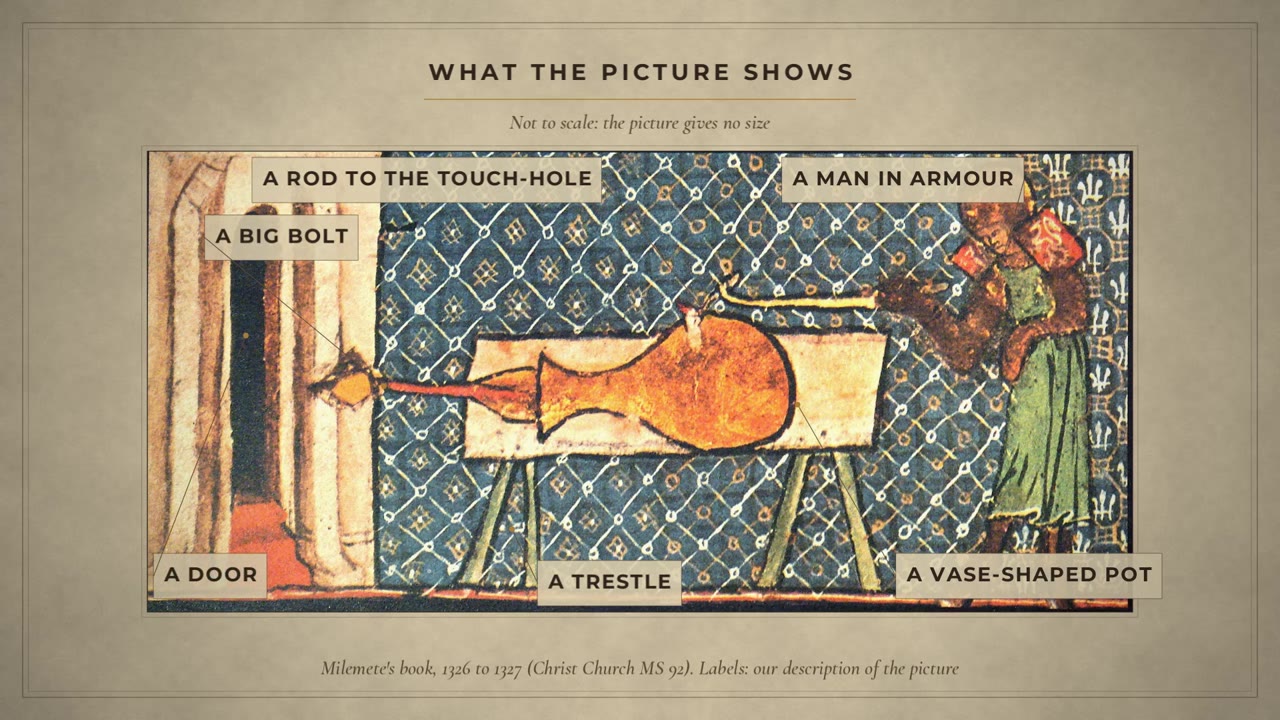 WHAT THE PICTURE SHOWS
Not to scale: the picture gives no size
A ROD TO THE TOUCH-HOLE
A MAN IN ARMOUR
A BIG BOLT
A DOOR
A TRESTLE
A VASE-SHAPED POT
Milemete's book, 1326 to 1327 (Christ Church MS 92). Labels: our description of the picture